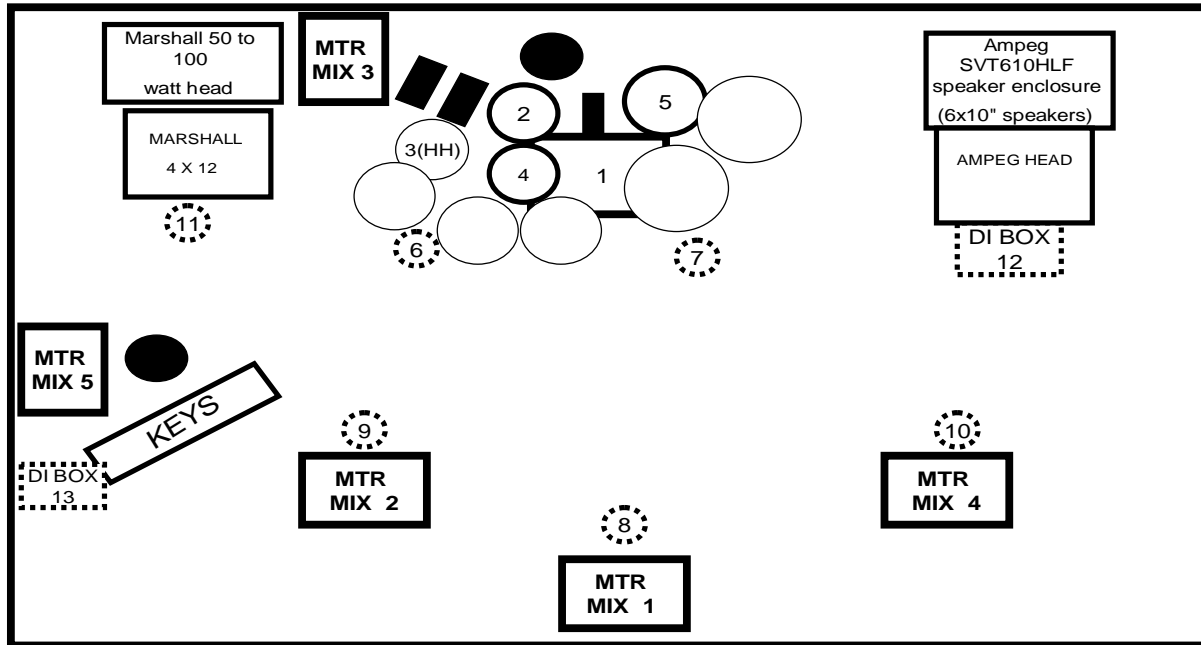 Marshall 50 to
100
watt head
MTR
MIX 3
Ampeg
SVT610HLF
speaker enclosure
(6x10" speakers)
2
5
3(HH)
MARSHALL
4 X 12
4
1
AMPEG HEAD
11
6
7
DI BOX
12
MTR
MIX 5
KEYS
9
10
DI BOX
13
MTR
MIX 2
MTR
MIX 4
8
MTR
MIX 1